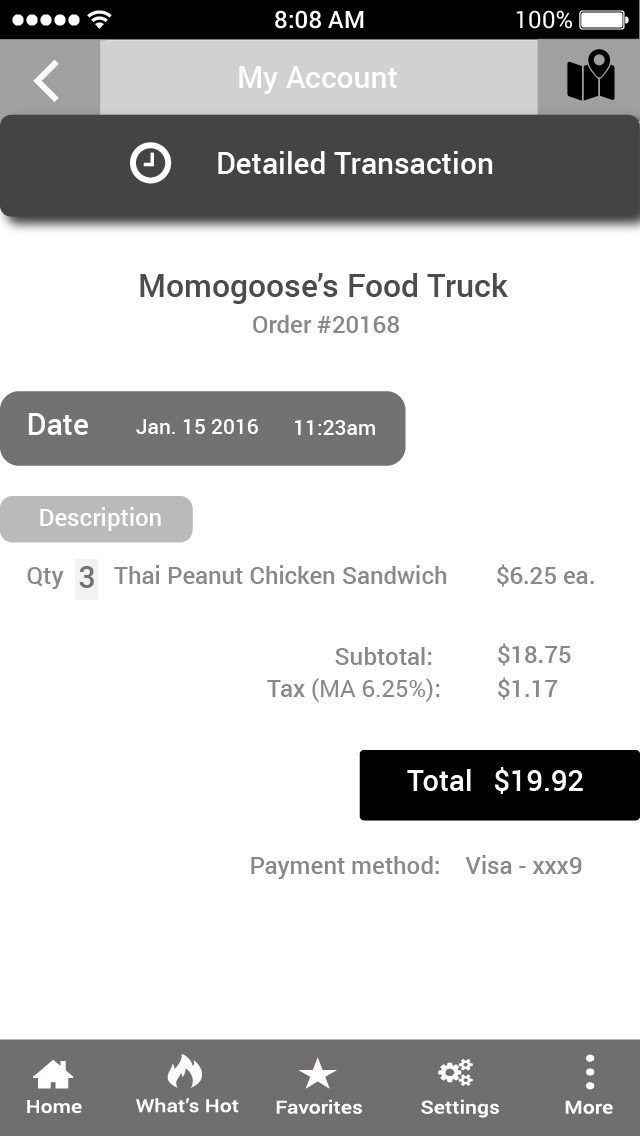 8:08 AM 100%
My Account
Detailed Transaction
Momogoose’s Food Truck
Order #20168
Date Jan. 15 2016 11:23am
Description
Qty 3 Thai Peanut Chicken Sandwich $6.25 ea.
Subtotal: $18.75
Tax (MA 6.25%): $1.17
Total $19.92
Payment method: Visa - xxx9
Home What’s Hot Favorites Settings More